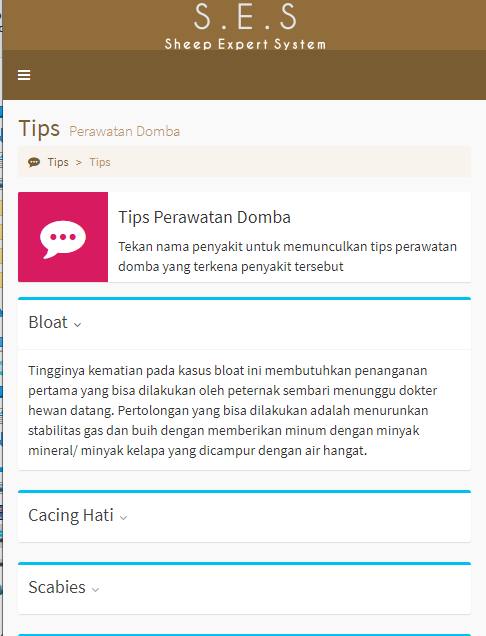 S.E.S
Sheep Expert System
Tips Perawatan Domba
Tips > Tips
Tips Perawatan Domba
Tekan nama penyakit untuk memunculkan tips perawatan
domba yang terkena penyakit tersebut
Bloat
Tingginya kematian pada kasus bloat ini membutuhkan penanganan
pertama yang bisa dilakukan oleh peternak sembari menunggu dokter
hewan datang. Pertolongan yang bisa dilakukan adalah menurunkan
stabilitas gas dan buih dengan memberikan minum dengan minyak
mineral/ minyak kelapa yang dicampur dengan air hangat.
Cacing Hati
Scabies